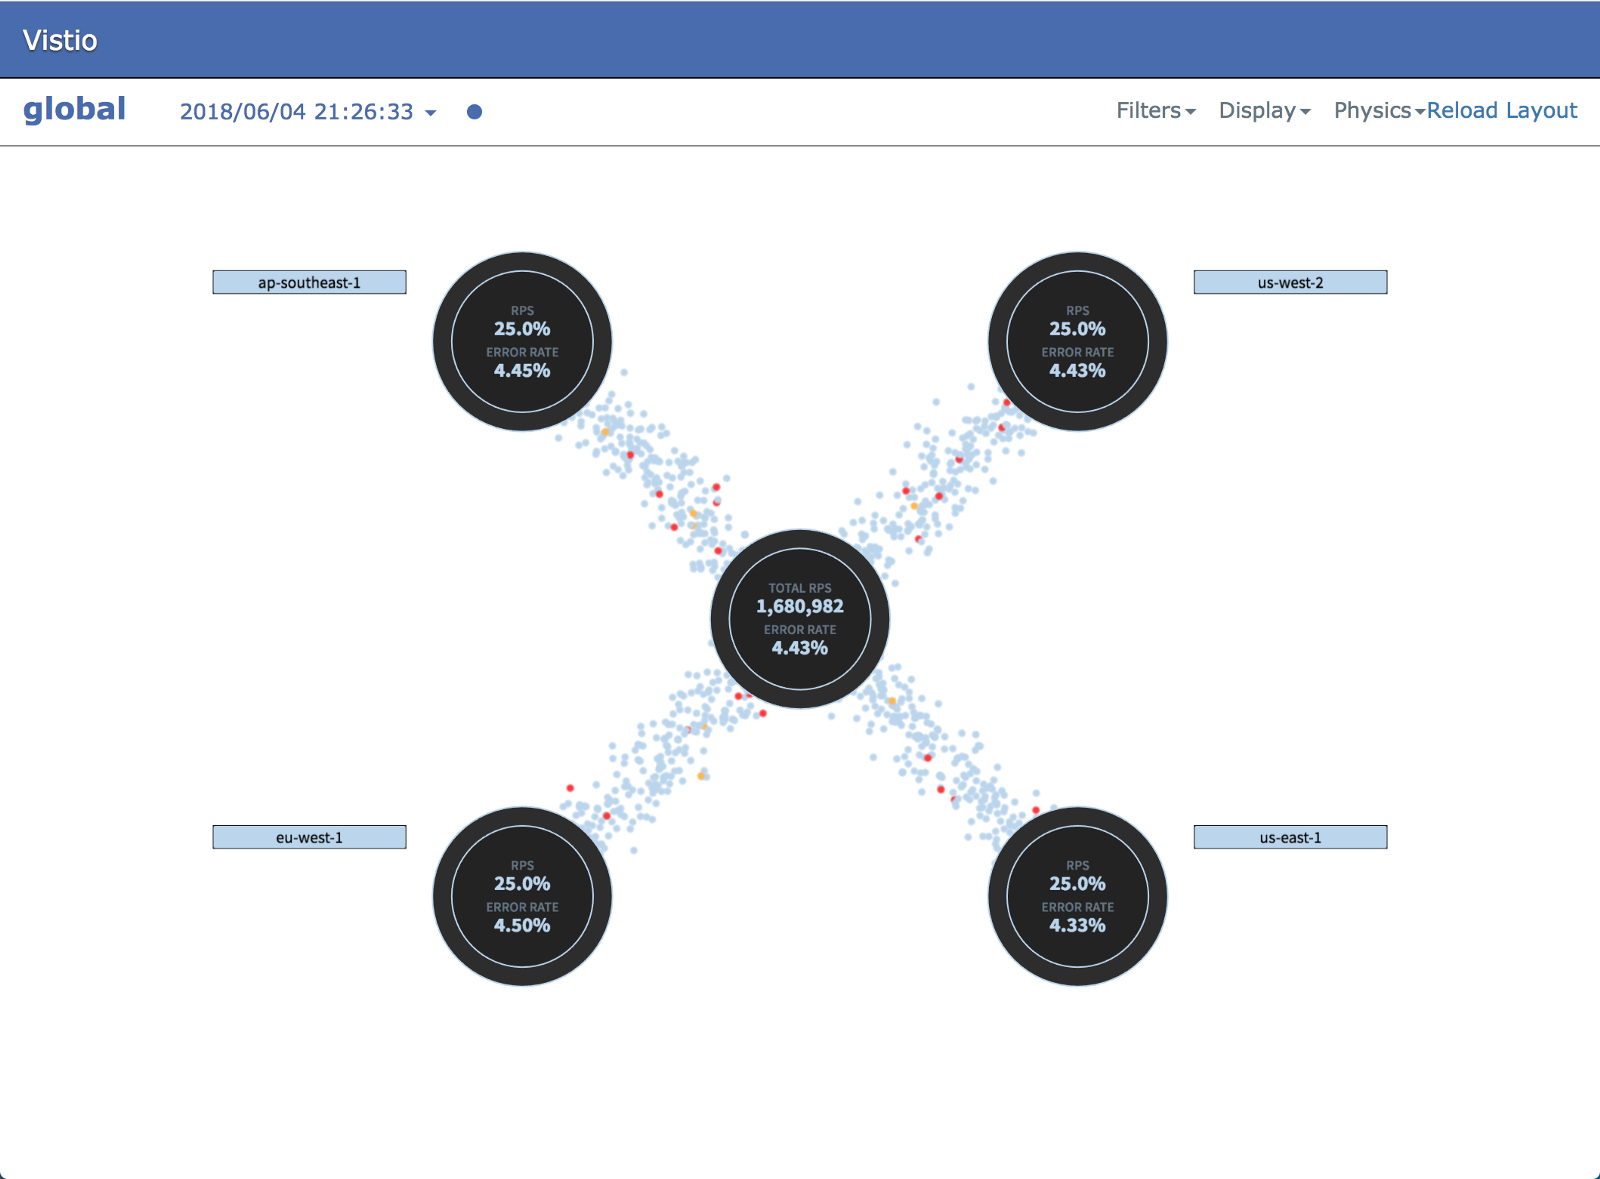 Vistio
global 2018/06/04 21:26:33 Filters Display Physics Reload Layout
ap-southeast-1
RPS
25.0%
ERROR RATE
4.45%
us-west-2
RPS
25.0%
ERROR RATE
4.43%
TOTAL RPS
1,680,982
ERROR RATE
4.43%
eu-west-1
RPS
25.0%
ERROR RATE
4.50%
us-east-1
RPS
25.0%
ERROR RATE
4.33%